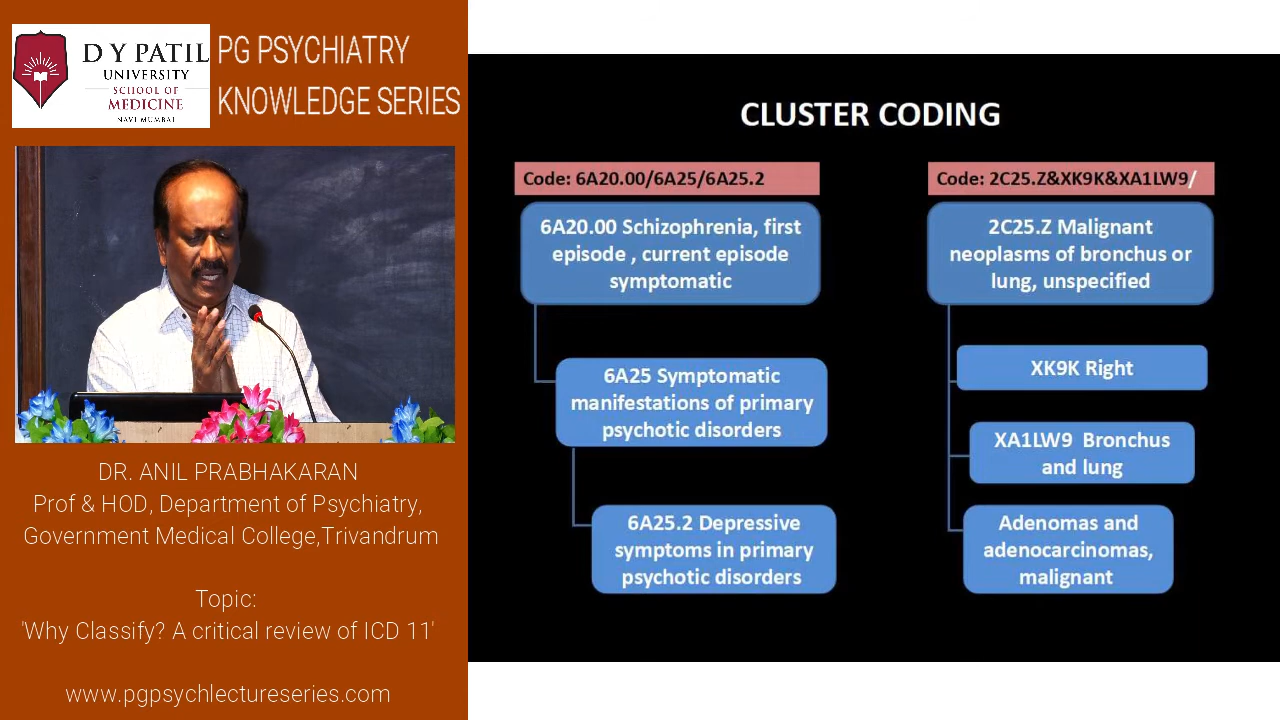 D Y PATIL
UNIVERSITY
SCHOOL OF
MEDICINE
NAVI MUMBAI
PG PSYCHIATRY
KNOWLEDGE SERIES
DR. ANIL PRABHAKARAN
Prof & HOD, Department of Psychiatry,
Government Medical College,Trivandrum
Topic:
'Why Classify? A critical review of ICD 11'
www.pgpsychlectureseries.com
CLUSTER CODING
Code: 6A20.00/6A25/6A25.2
6A20.00 Schizophrenia, first
episode , current episode
symptomatic
6A25 Symptomatic
manifestations of primary
psychotic disorders
6A25.2 Depressive
symptoms in primary
psychotic disorders
Code: 2C25.Z&XK9K&XA1LW9/
2C25.Z Malignant
neoplasms of bronchus or
lung, unspecified
XK9K Right
XA1LW9 Bronchus
and lung
Adenomas and
adenocarcinomas,
malignant